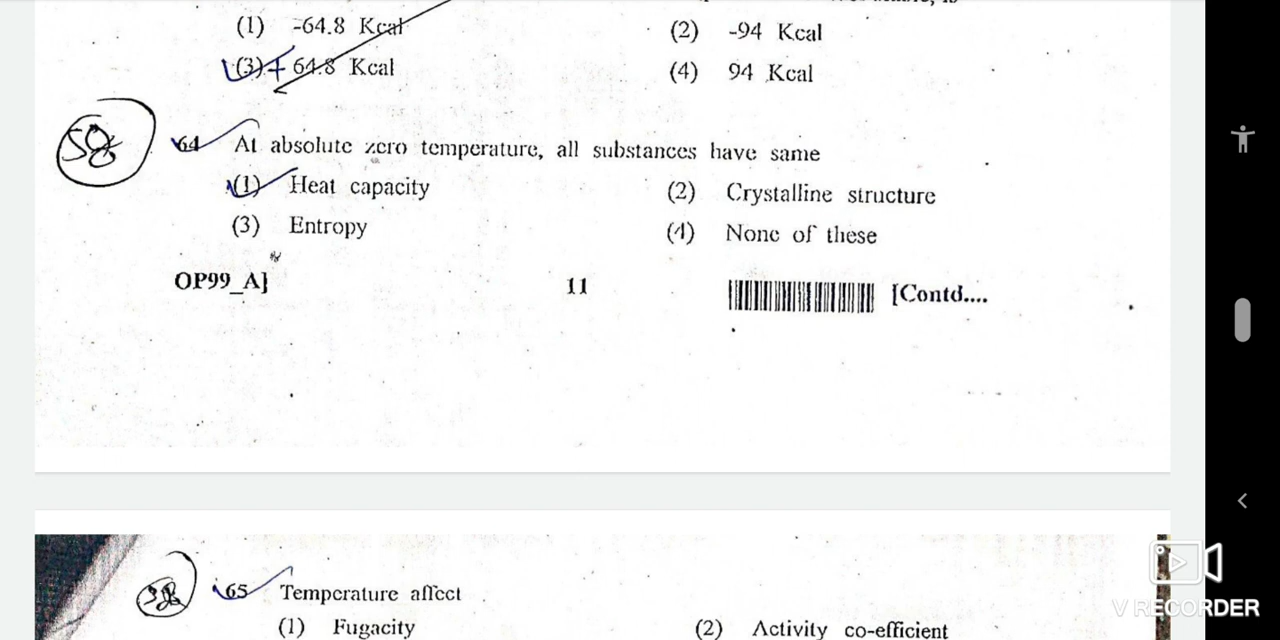 (1) -64.8 Kcal (2) -94 Kcal
(3) + 64.8 Kcal (4) 94 Kcal
58
64 At absolute zero temperature, all substances have same
(1) Heat capacity (2) Crystalline structure
(3) Entropy (4) None of these
OP99_A] 11 [Contd....
65 Temperature affect
(1) Fugacity (2) Activity co-efficient
V RECORDER